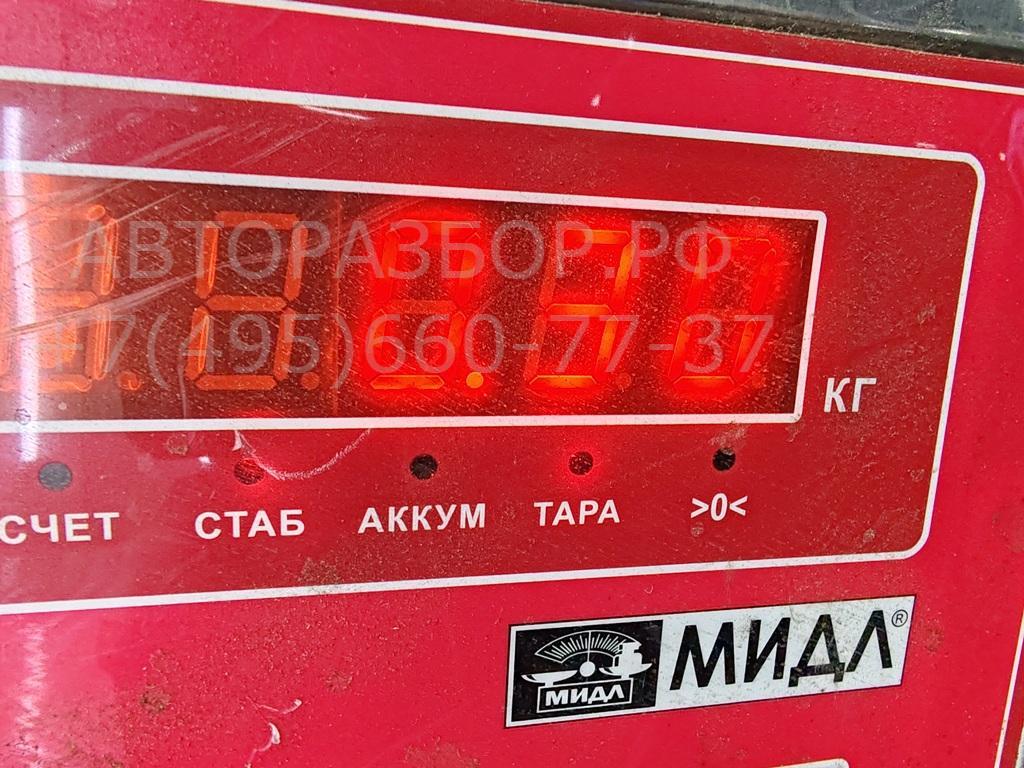 АВТОРАЗБОР.РФ
+7(495)660-77-37
КГ
СЧЕТ СТАБ АККУМ ТАРА >0<
МИДЛ МИДЛ®